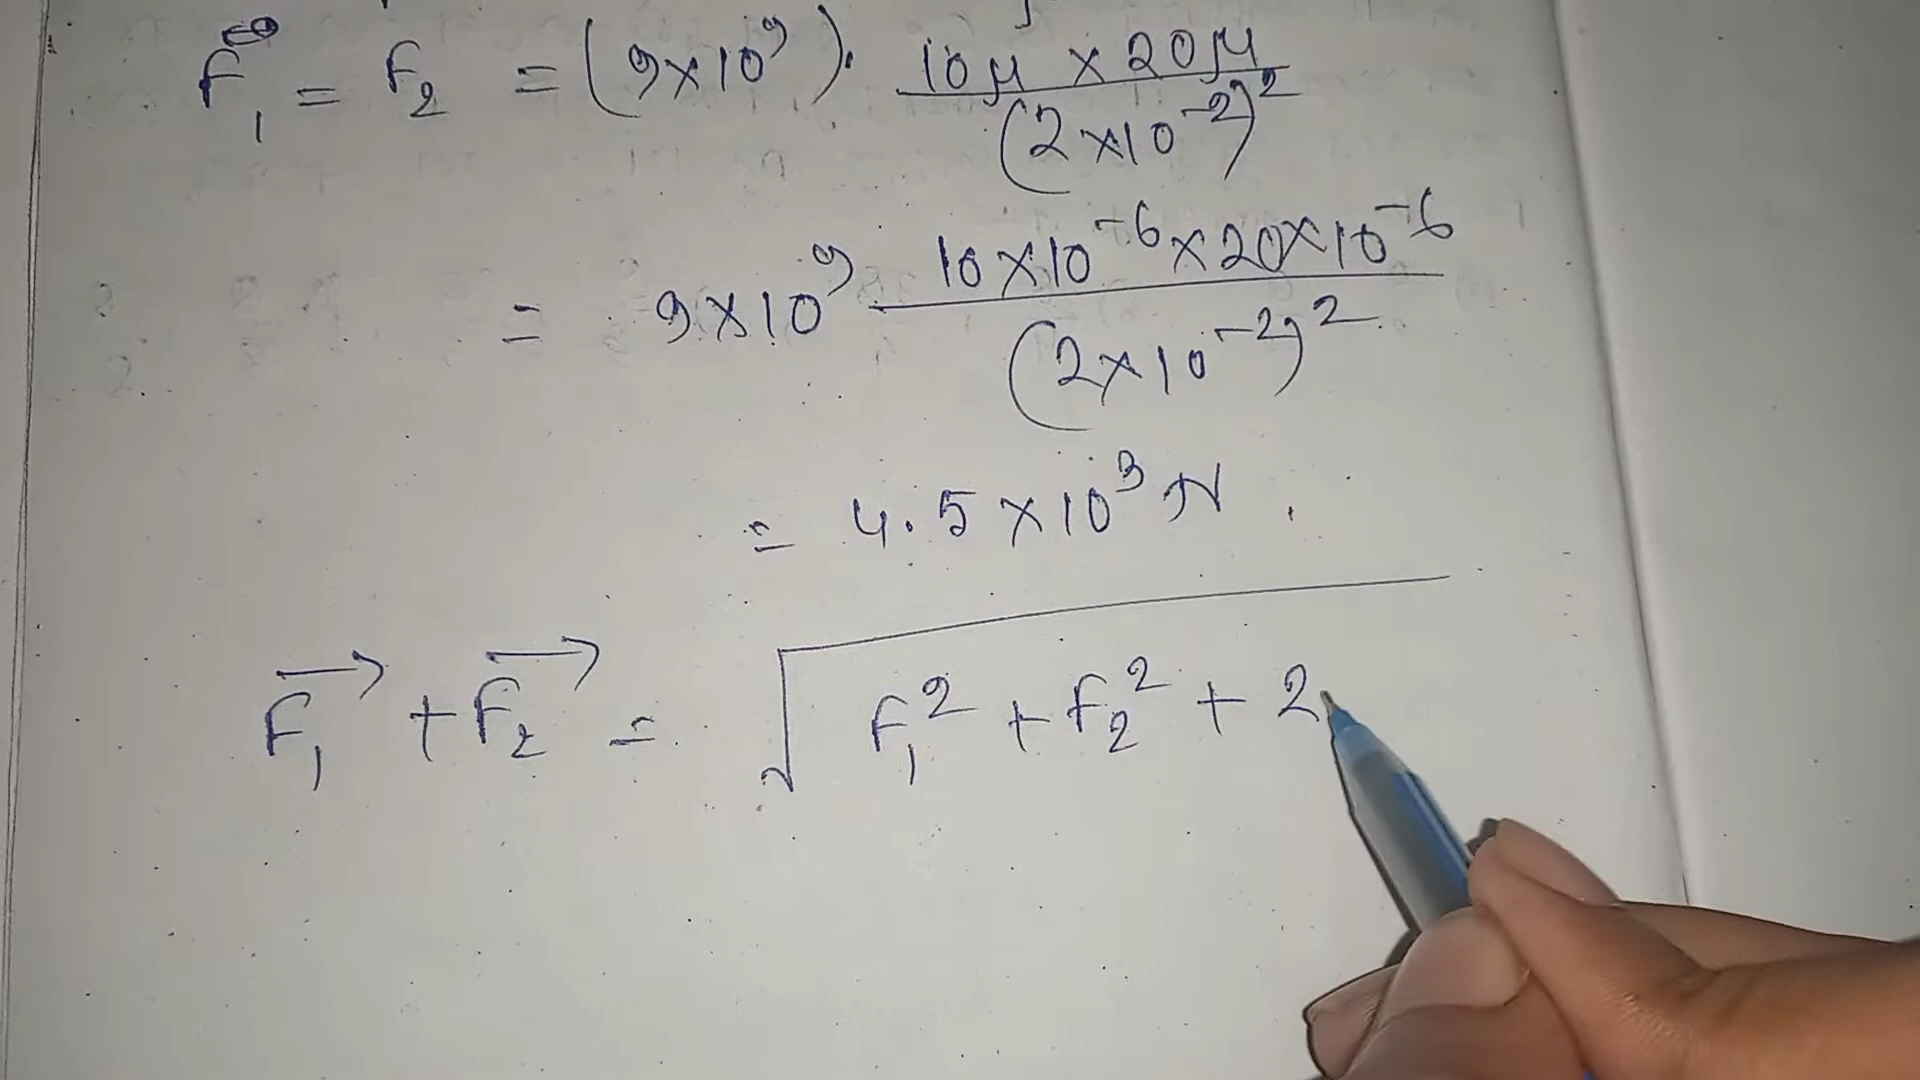 F₁ = F₂ = (9×10⁹)· 10μ × 20μ / (2×10⁻²)²
= 9×10⁹ 10×10⁻⁶×20×10⁻⁶ / (2×10⁻²)²
= 4.5×10³ N
F₁⃗ + F₂⃗ = √(F₁² + F₂² + 2